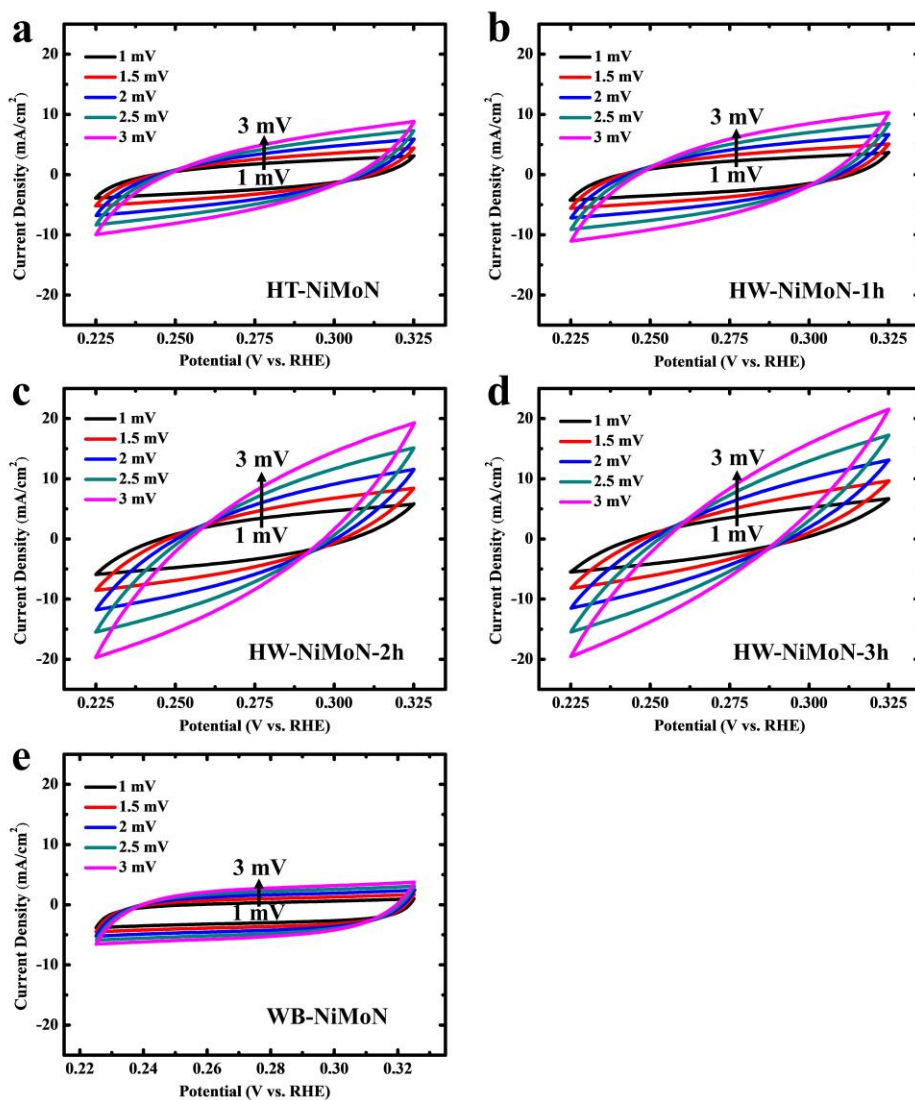 a
20
10
0
-10
-20
Current Density (mA/cm²)
1 mV
1.5 mV
2 mV
2.5 mV
3 mV
3 mV
1 mV
HT-NiMoN
0.225 0.250 0.275 0.300 0.325
Potential (V vs. RHE)
b
20
10
0
-10
-20
Current Density (mA/cm²)
1 mV
1.5 mV
2 mV
2.5 mV
3 mV
3 mV
1 mV
HW-NiMoN-1h
0.225 0.250 0.275 0.300 0.325
Potential (V vs. RHE)
c
20
10
0
-10
-20
Current Density (mA/cm²)
1 mV
1.5 mV
2 mV
2.5 mV
3 mV
3 mV
1 mV
HW-NiMoN-2h
0.225 0.250 0.275 0.300 0.325
Potential (V vs. RHE)
d
20
10
0
-10
-20
Current Density (mA/cm²)
1 mV
1.5 mV
2 mV
2.5 mV
3 mV
3 mV
1 mV
HW-NiMoN-3h
0.225 0.250 0.275 0.300 0.325
Potential (V vs. RHE)
e
20
10
0
-10
-20
Current Density (mA/cm²)
1 mV
1.5 mV
2 mV
2.5 mV
3 mV
3 mV
1 mV
WB-NiMoN
0.22 0.24 0.26 0.28 0.30 0.32
Potential (V vs. RHE)